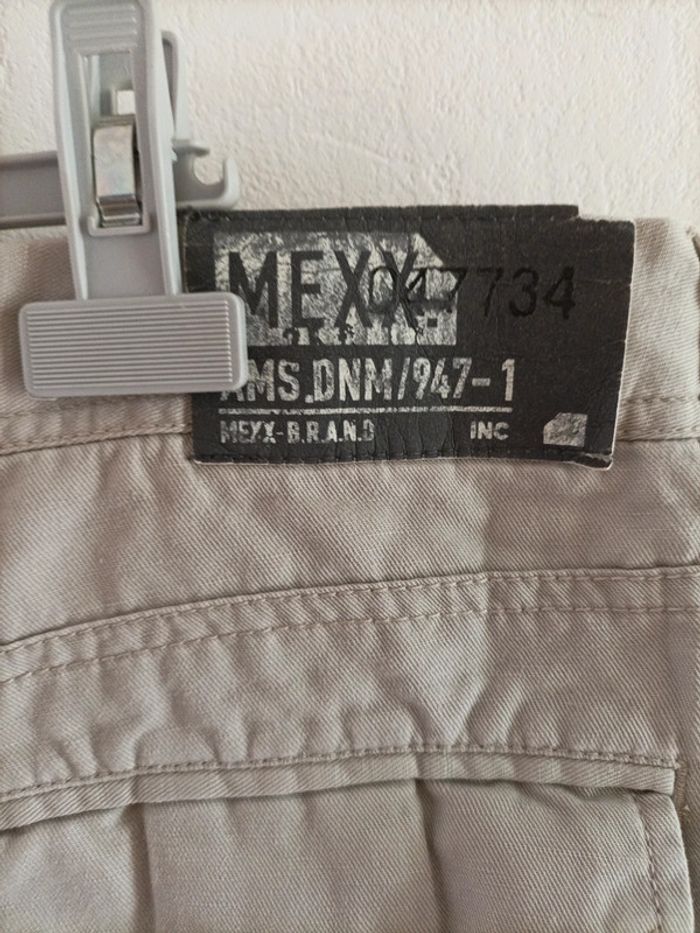 MEXX. 047734
AMS.DNM/947-1
MEXX-B.R.A.N.D INC